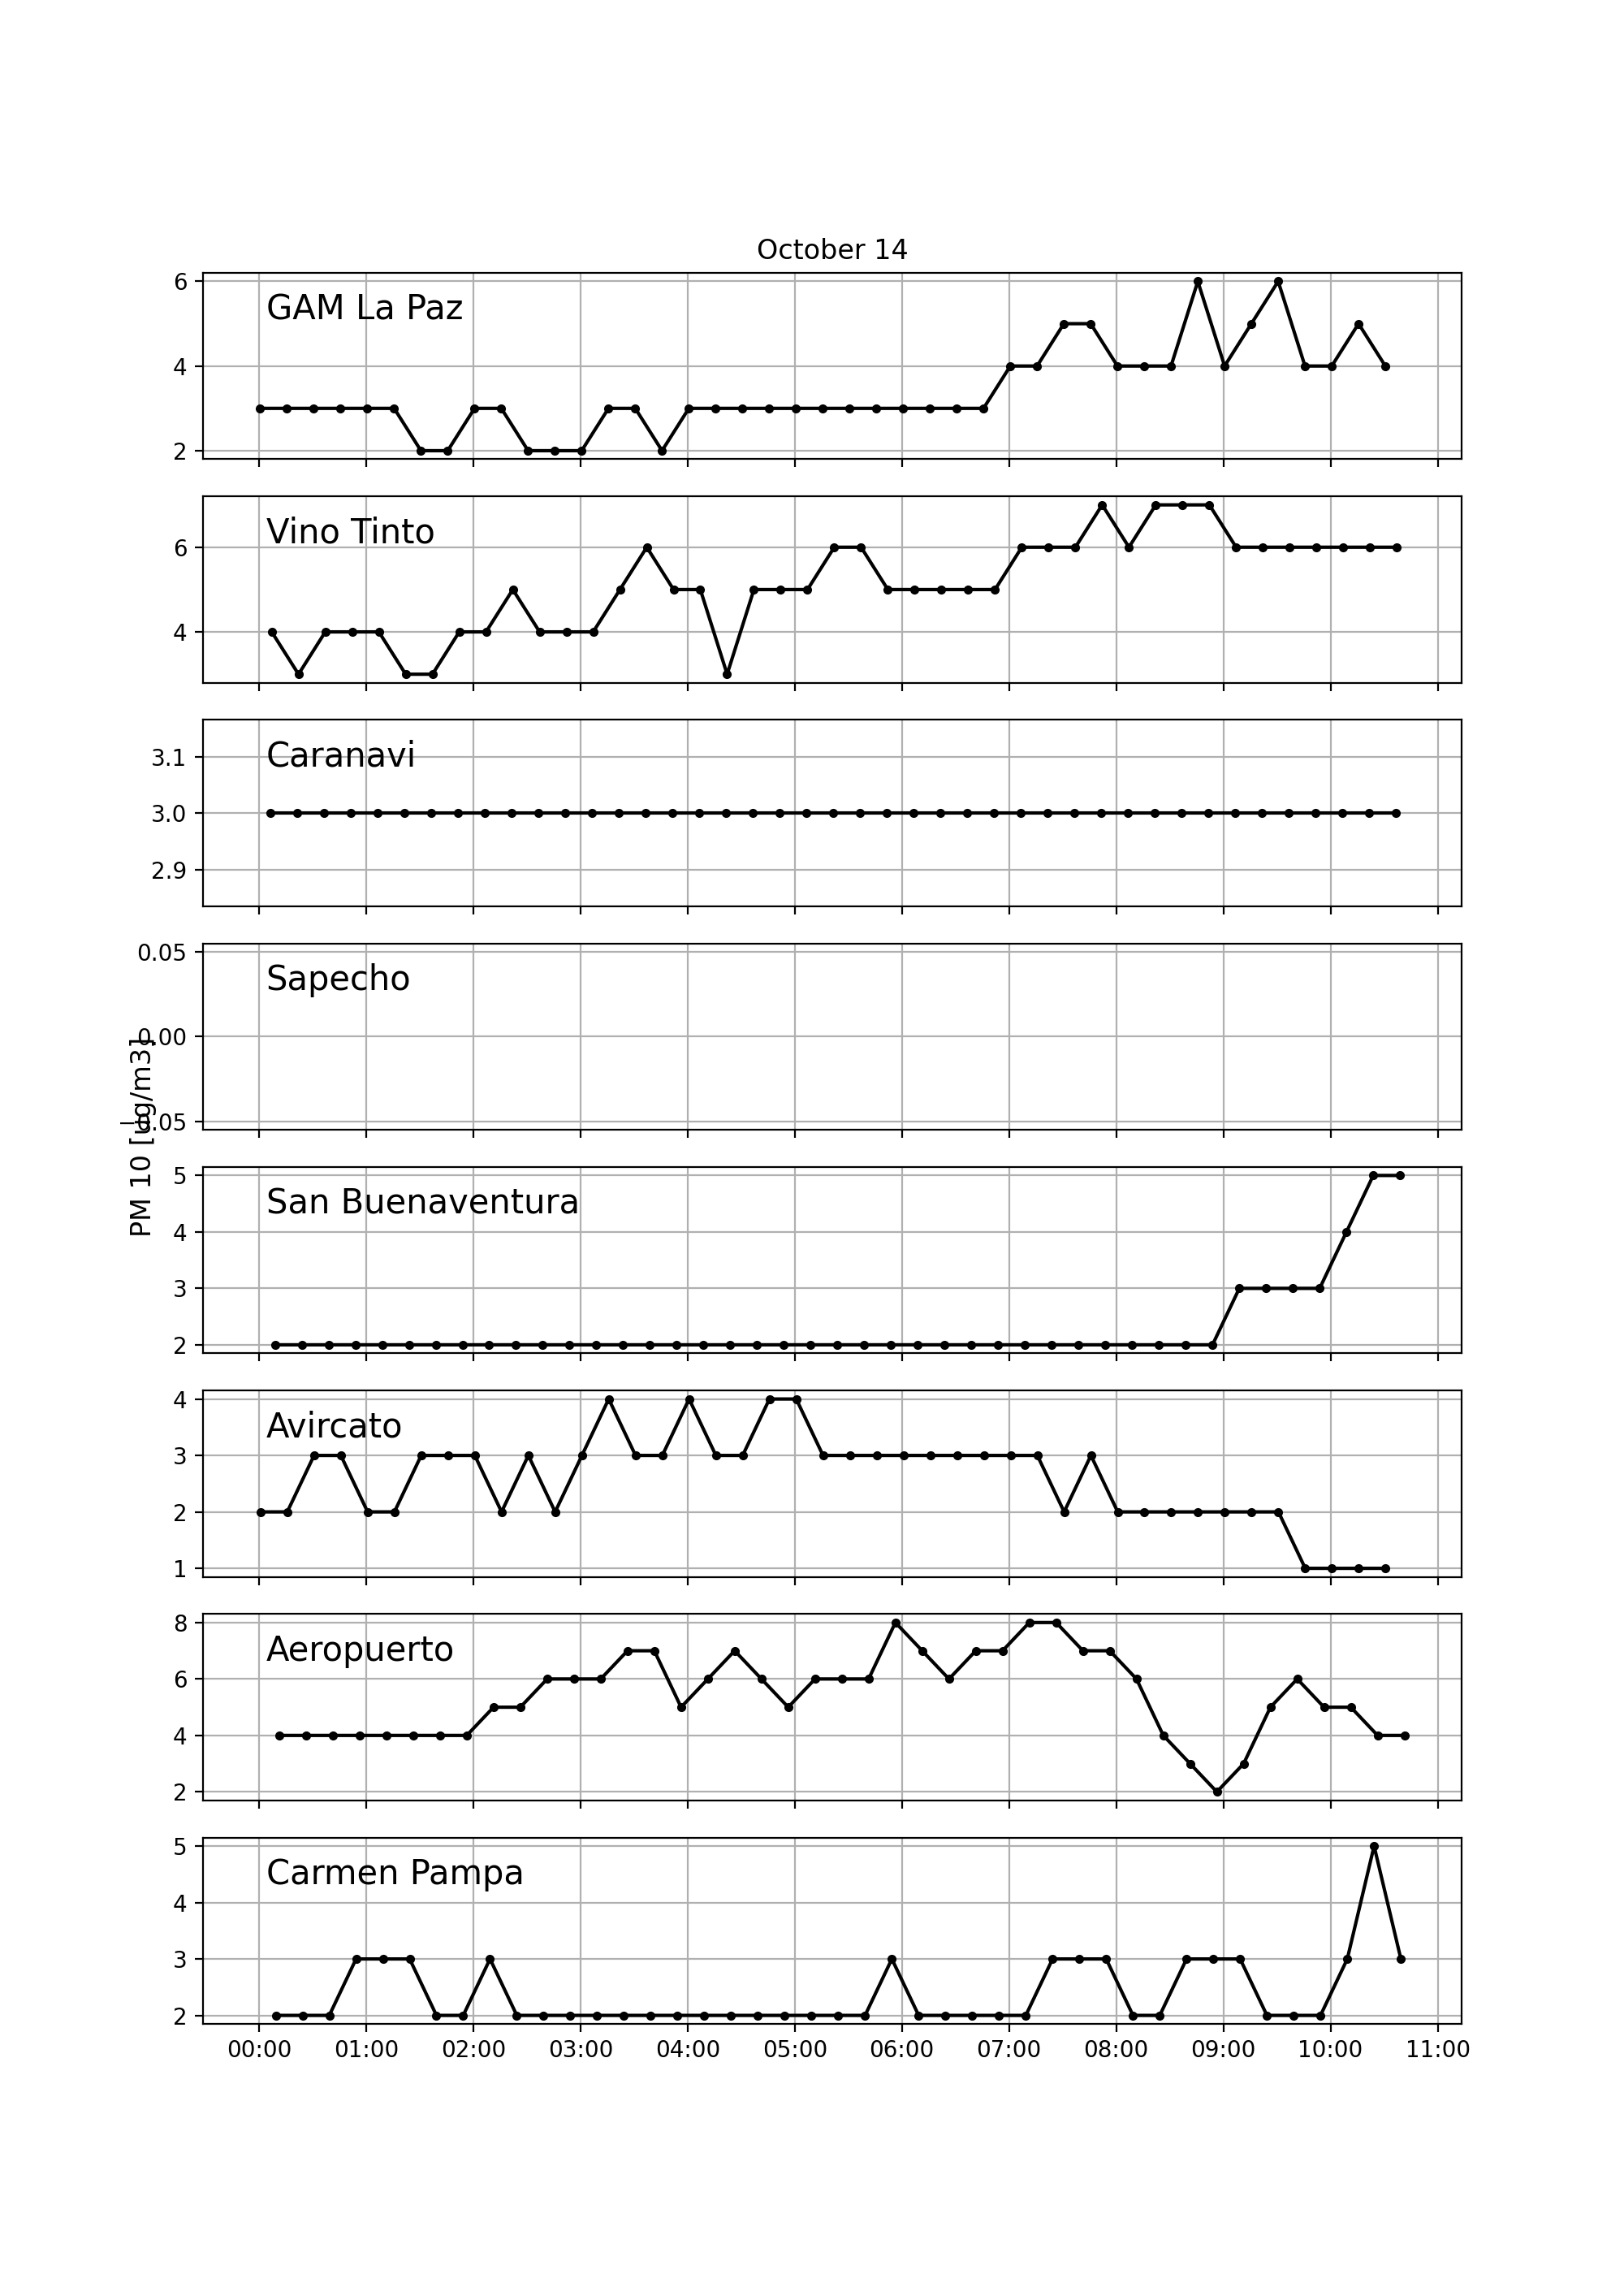 October 14
6
GAM La Paz
4
2
Vino Tinto
6
4
3.1
Caranavi
3.0
2.9
0.05
Sapecho
0.00
−0.05
PM 10 [ug/m3]
5
San Buenaventura
4
3
2
4
Avircato
3
2
1
8
Aeropuerto
6
4
2
5
Carmen Pampa
4
3
2
00:00 01:00 02:00 03:00 04:00 05:00 06:00 07:00 08:00 09:00 10:00 11:00